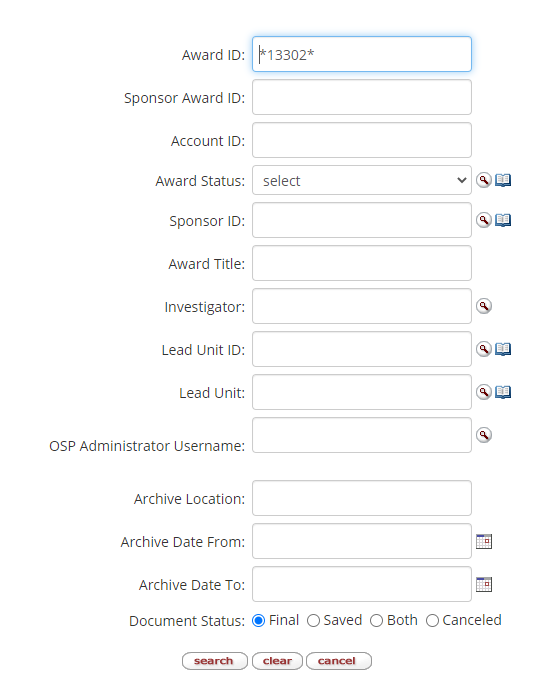 Award ID: *13302*
Sponsor Award ID:
Account ID:
Award Status: select
Sponsor ID:
Award Title:
Investigator:
Lead Unit ID:
Lead Unit:
OSP Administrator Username:
Archive Location:
Archive Date From:
Archive Date To:
Document Status: Final Saved Both Canceled
search clear cancel